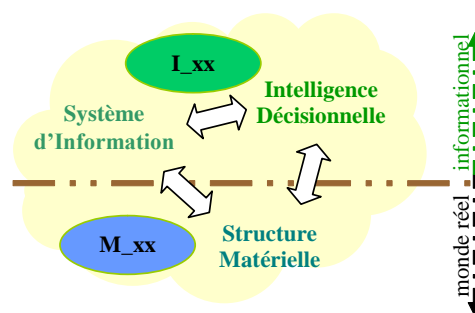 I_xx
Intelligence
Décisionnelle
Système
d’Information
M_xx
Structure
Matérielle
informationnel
monde réel